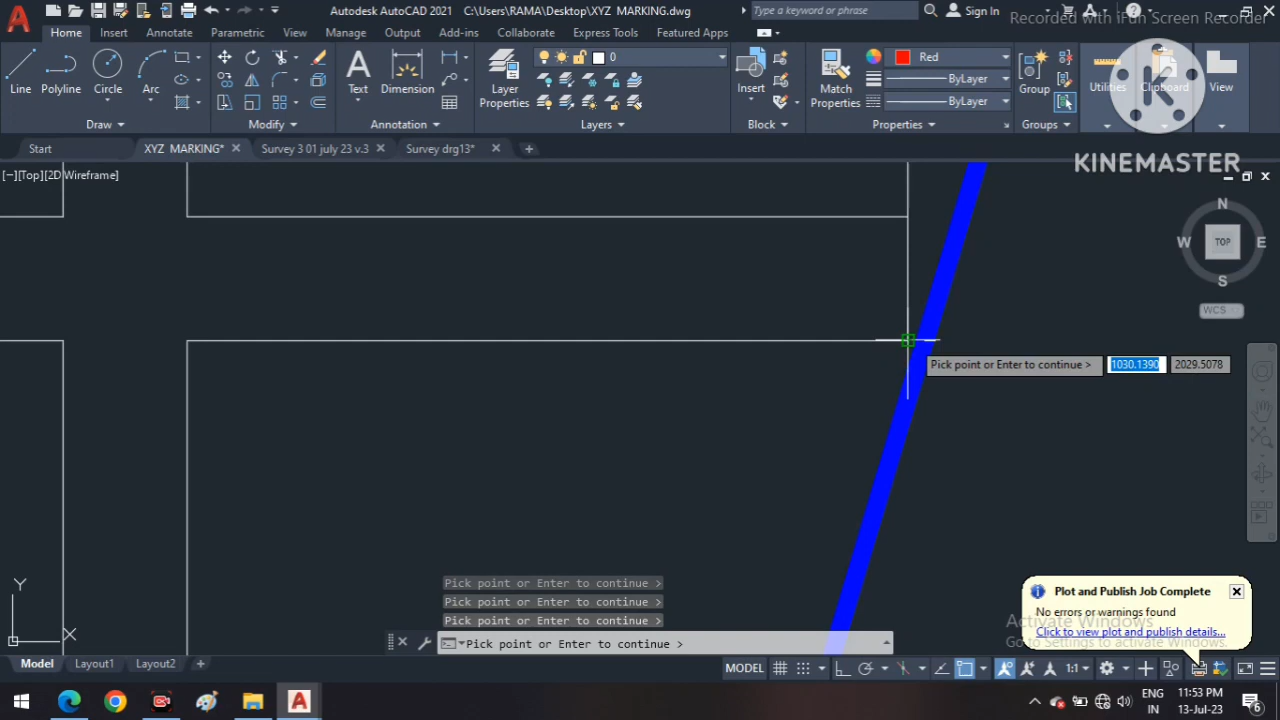 Autodesk AutoCAD 2021 C:\Users\RAMA\Desktop\XYZ MARKING.dwg
Type a keyword or phrase
Sign In
Recorded with iFun Screen Recorder
Home Insert Annotate Parametric View Manage Output Add-ins Collaborate Express Tools Featured Apps
Line Polyline Circle Arc
Text Dimension
Layer
Properties
0
Insert
Match
Properties
Red
ByLayer
ByLayer
Group
Utilities
Clipboard
View
K
Draw Modify Annotation Layers Block Properties Groups
Start XYZ MARKING* Survey 3 01 july 23 v.3 Survey drg13*
KINEMASTER
[−][Top][2D Wireframe]
N
W TOP E
S
WCS
Pick point or Enter to continue > 1030.1390 2029.5078
Y
X
Pick point or Enter to continue >
Pick point or Enter to continue >
Pick point or Enter to continue >
Pick point or Enter to continue >
Plot and Publish Job Complete
No errors or warnings found
Click to view plot and publish details...
Activate Windows
Go to Settings to activate Windows.
Model Layout1 Layout2
MODEL
1:1
ENG
IN
11:53 PM
13-Jul-23
6